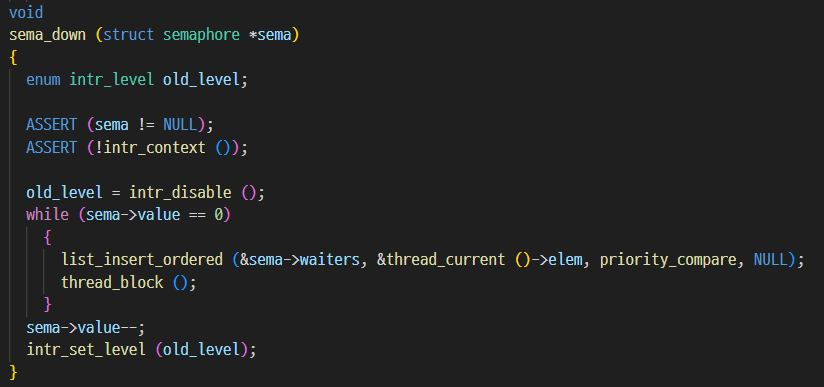 void
sema_down (struct semaphore *sema)
{
  enum intr_level old_level;

  ASSERT (sema != NULL);
  ASSERT (!intr_context ());

  old_level = intr_disable ();
  while (sema->value == 0)
    {
      list_insert_ordered (&sema->waiters, &thread_current ()->elem, priority_compare, NULL);
      thread_block ();
    }
  sema->value--;
  intr_set_level (old_level);
}